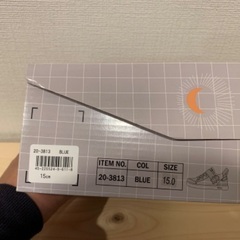 20-3813 BLUE
15cm
ITEM NO. COL SIZE
20-3813 BLUE 15.0